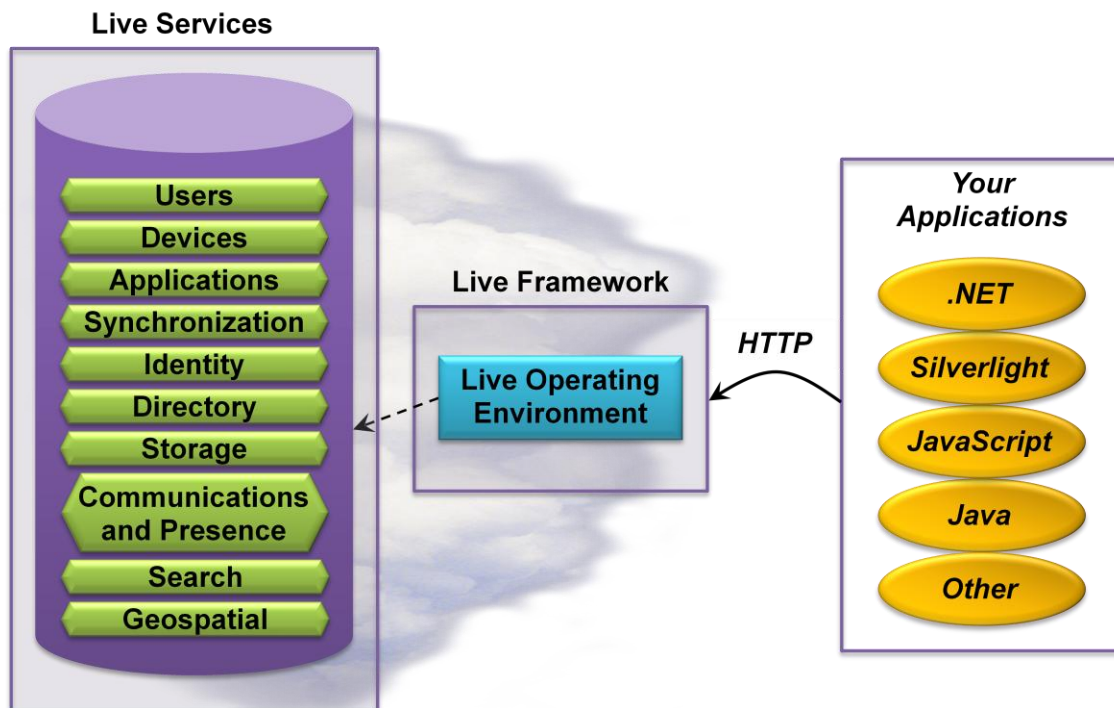 Live Services
Users
Devices
Applications
Synchronization
Identity
Directory
Storage
Communications
and Presence
Search
Geospatial
Live Framework
Live Operating
Environment
HTTP
Your
Applications
.NET
Silverlight
JavaScript
Java
Other